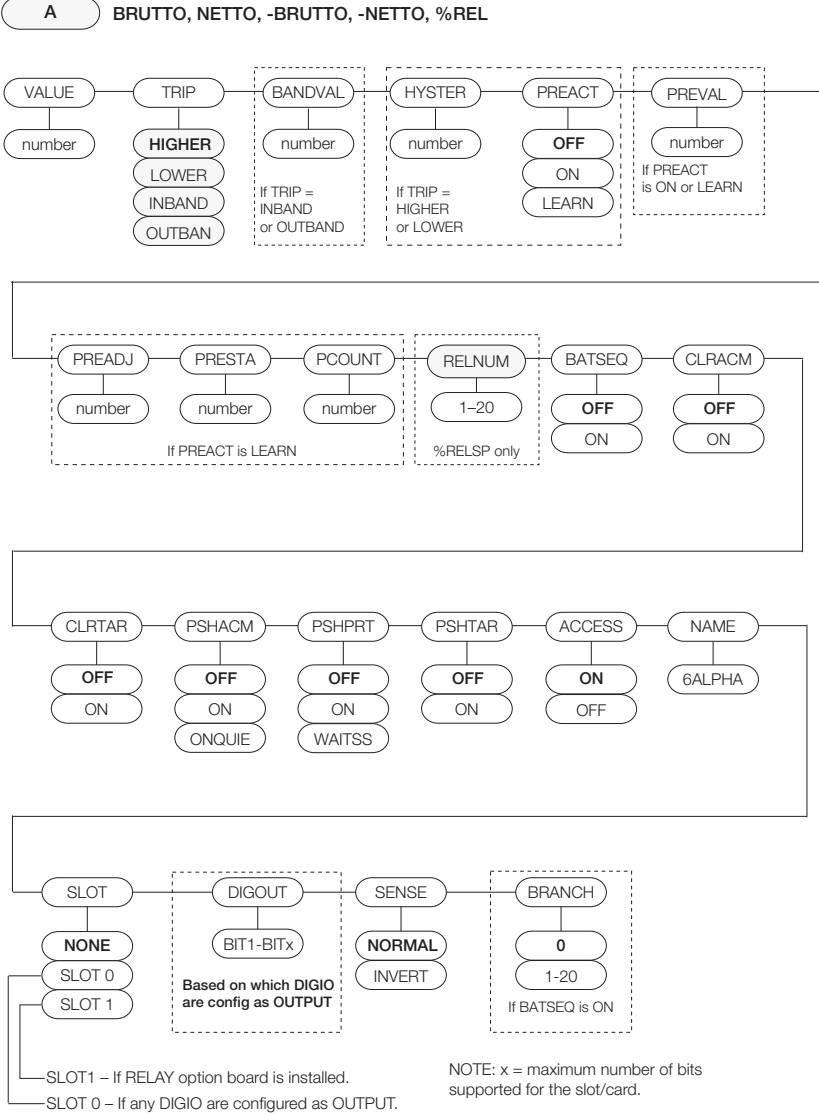 A BRUTTO, NETTO, -BRUTTO, -NETTO, %REL
VALUE TRIP BANDVAL HYSTER PREACT PREVAL
number HIGHER number number OFF number
LOWER ON
INBAND LEARN
OUTBAN
If TRIP =
INBAND
or OUTBAND
If TRIP =
HIGHER
or LOWER
If PREACT
is ON or LEARN
PREADJ PRESTA PCOUNT RELNUM BATSEQ CLRACM
number number number 1–20 OFF OFF
ON ON
If PREACT is LEARN
%RELSP only
CLRTAR PSHACM PSHPRT PSHTAR ACCESS NAME
OFF OFF OFF OFF ON 6ALPHA
ON ON ON ON OFF
ONQUIE WAITSS
SLOT DIGOUT SENSE BRANCH
NONE BIT1-BITx NORMAL 0
SLOT 0 INVERT 1-20
SLOT 1
Based on which DIGIO
are config as OUTPUT
If BATSEQ is ON
SLOT1 – If RELAY option board is installed.
SLOT 0 – If any DIGIO are configured as OUTPUT.
NOTE: x = maximum number of bits
supported for the slot/card.